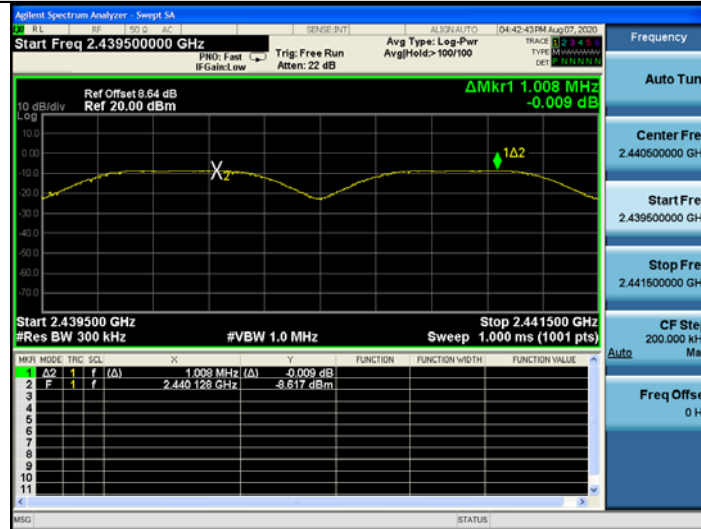 Agilent Spectrum Analyzer - Swept SA
RL RF 50 Ω AC SENSE:INT ALIGN AUTO 04:42:43 PM Aug 07, 2020
Start Freq 2.439500000 GHz
PNO: Fast
IFGain:Low
Trig: Free Run
Atten: 22 dB
Avg Type: Log-Pwr
Avg|Hold:>100/100
TRACE 1 2 3 4 5 6
TYPE
DET P N N N N N
ΔMkr1 1.008 MHz
-0.009 dB
Ref Offset 8.64 dB
10 dB/div Ref 20.00 dBm
Log
10.0
0.00
-10.0
-20.0
-30.0
-40.0
-50.0
-60.0
-70.0
X2
1Δ2
Start 2.439500 GHz Stop 2.441500 GHz
#Res BW 300 kHz #VBW 1.0 MHz Sweep 1.000 ms (1001 pts)
MKR MODE TRC SCL X Y FUNCTION FUNCTION WIDTH FUNCTION VALUE
1 Δ2 1 f (Δ) 1.008 MHz (Δ) -0.009 dB
2 F 1 f 2.440 128 GHz -8.617 dBm
3
4
5
6
7
8
9
10
11
MSG STATUS
Frequency
Auto Tun
Center Fre
2.440500000 GH
Start Fre
2.439500000 GH
Stop Fre
2.441500000 GH
CF Ste
200.000 kH
Auto Ma
Freq Offse
0 H